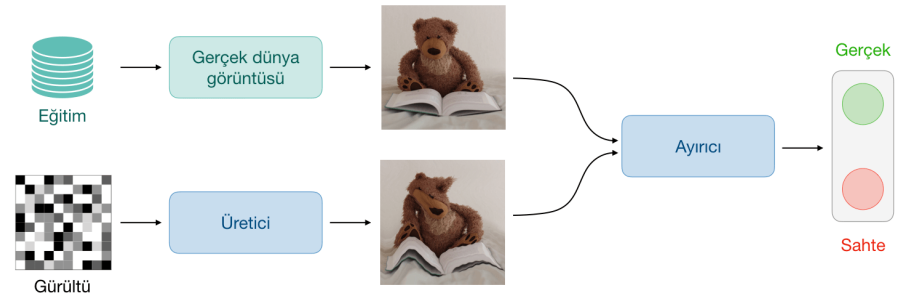 Gerçek dünya
görüntüsü
Eğitim
Gerçek
Ayırıcı
Üretici
Gürültü
Sahte